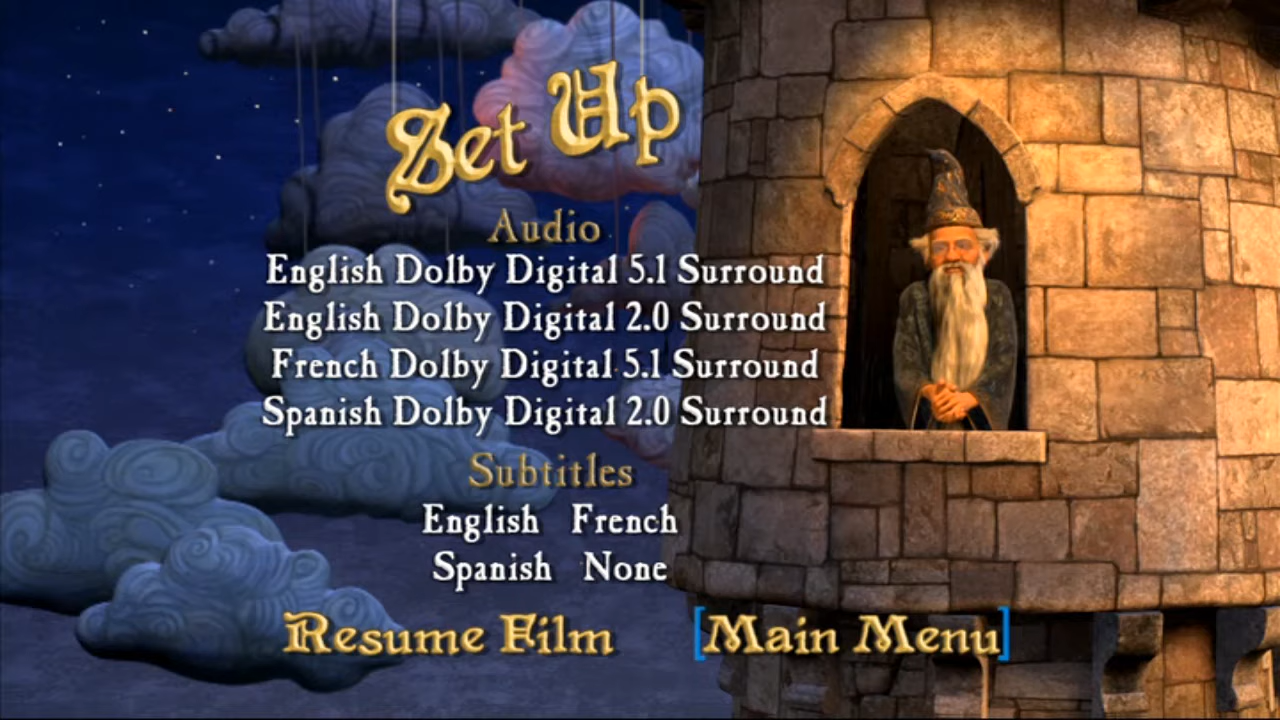 Set Up
Audio
English Dolby Digital 5.1 Surround
English Dolby Digital 2.0 Surround
French Dolby Digital 5.1 Surround
Spanish Dolby Digital 2.0 Surround
Subtitles
English French
Spanish None
Resume Film [Main Menu]